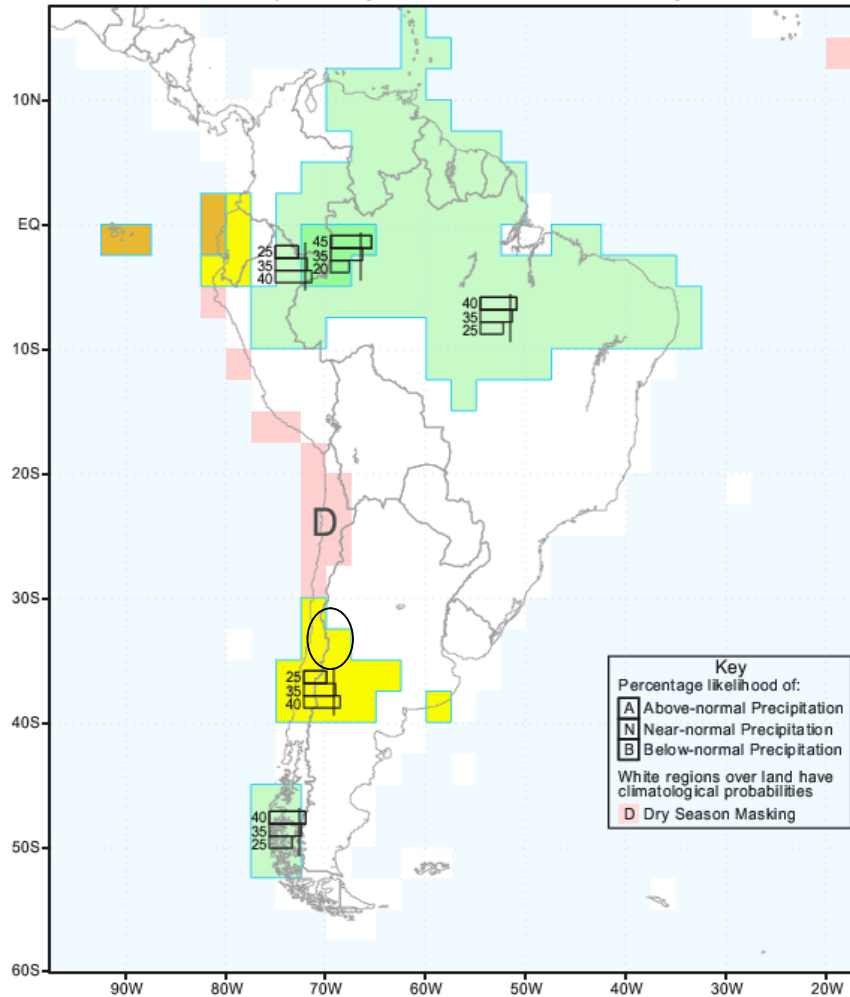 10N
EQ
10S
20S
30S
40S
50S
60S
90W
80W
70W
60W
50W
40W
30W
20W
25
35
40
45
35
20
40
35
25
D
25
35
40
40
35
25
Key
Percentage likelihood of:
A Above-normal Precipitation
N Near-normal Precipitation
B Below-normal Precipitation
White regions over land have
climatological probabilities
D Dry Season Masking